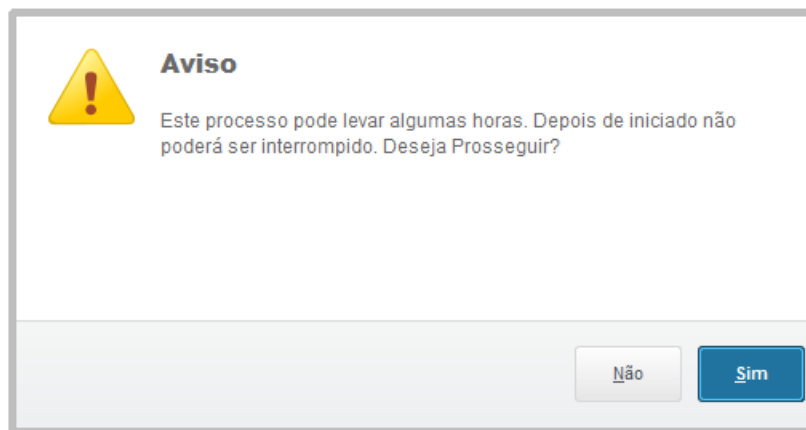 Aviso
Este processo pode levar algumas horas. Depois de iniciado não
poderá ser interrompido. Deseja Prosseguir?
Não
Sim